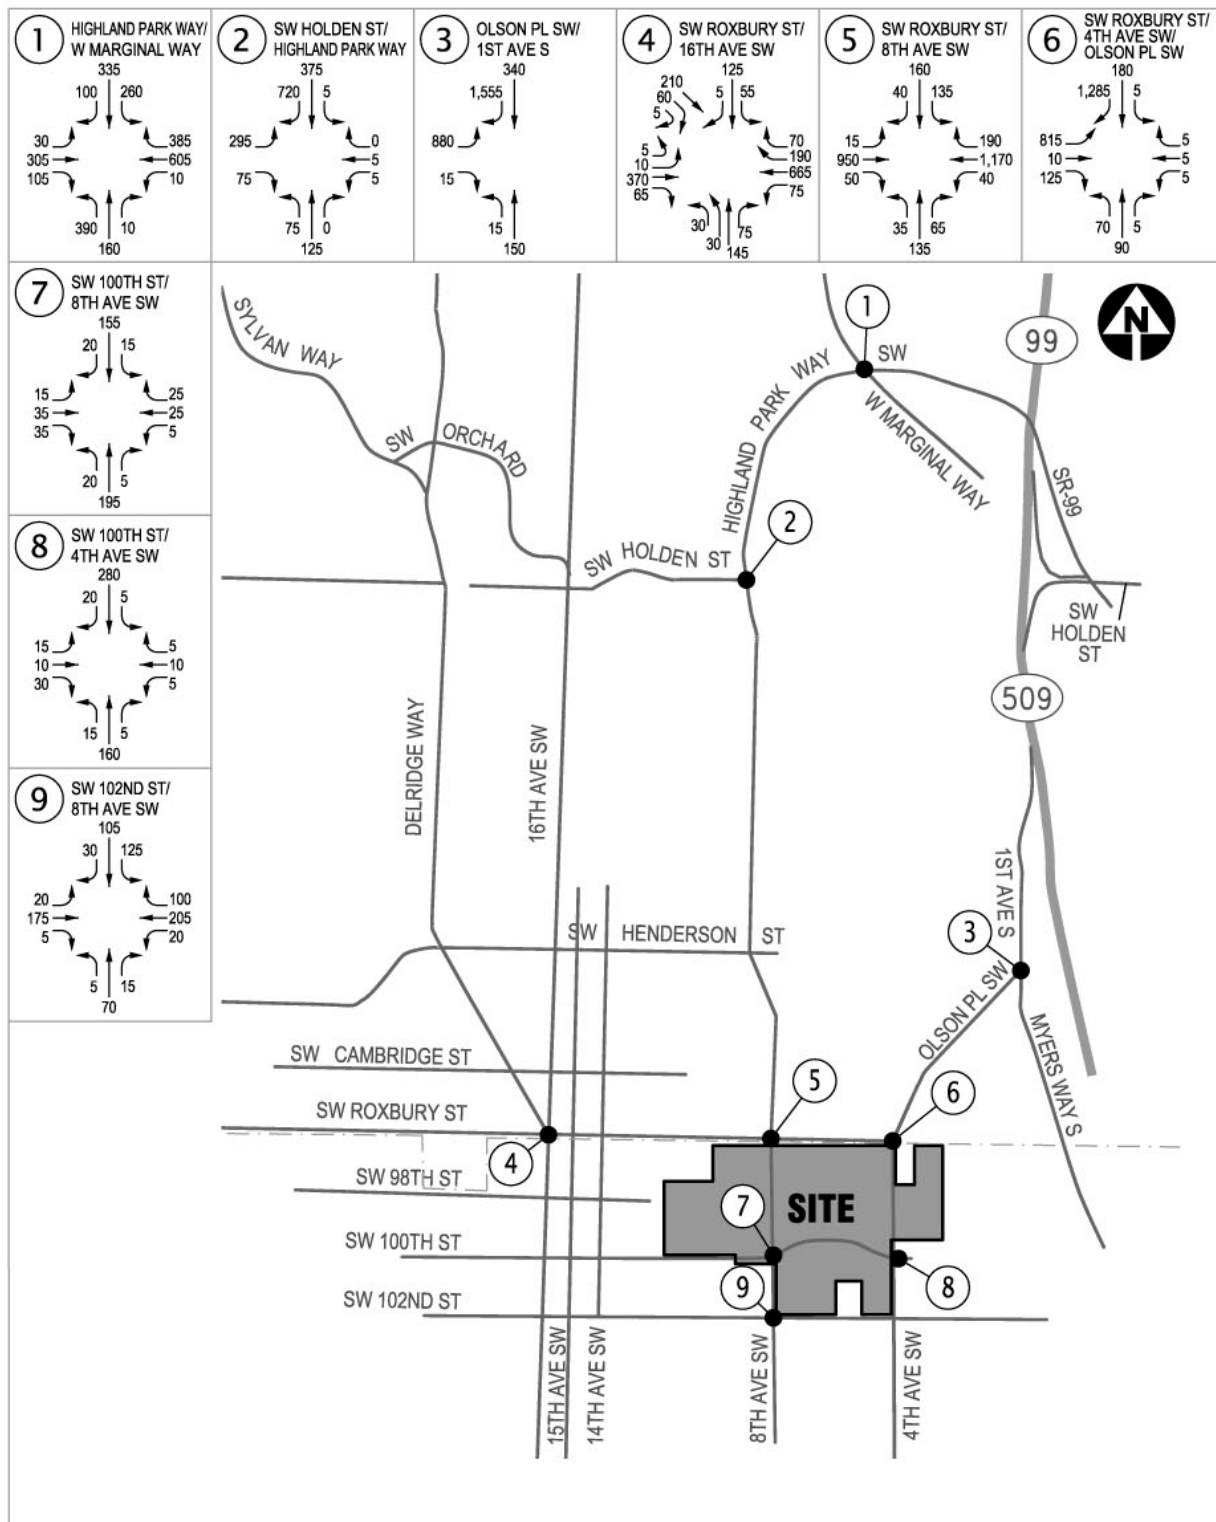 1
HIGHLAND PARK WAY/
W MARGINAL WAY
335
100 260
30 385
305 605
105 10
390 10
160
2
SW HOLDEN ST/
HIGHLAND PARK WAY
375
720 5
295 0
5
75 5
75 0
125
3
OLSON PL SW/
1ST AVE S
340
1,555
880
15
15
150
4
SW ROXBURY ST/
16TH AVE SW
125
210
60 5 55
5
70
5 190
10 665
370 75
65
30 75
30
145
5
SW ROXBURY ST/
8TH AVE SW
160
40 135
15 190
950 1,170
50 40
35 65
135
6
SW ROXBURY ST/
4TH AVE SW/
OLSON PL SW
180
1,285 5
815 5
10 5
125 5
70 5
90
7
SW 100TH ST/
8TH AVE SW
155
20 15
15 25
35 25
35 5
20 5
195
8
SW 100TH ST/
4TH AVE SW
280
20 5
15 5
10 10
30 5
15 5
160
9
SW 102ND ST/
8TH AVE SW
105
30 125
20 100
175 205
5 20
5 15
70
N
SYLVAN WAY
SW ORCHARD
1
HIGHLAND PARK WAY SW
W MARGINAL WAY
99
SR-99
2
SW HOLDEN ST
SW
HOLDEN
ST
509
DELRIDGE WAY
16TH AVE SW
1ST AVE S
3
SW HENDERSON ST
OLSON PL SW
MYERS WAY S
SW CAMBRIDGE ST
5
6
SW ROXBURY ST
4
SW 98TH ST
SITE
7
SW 100TH ST
8
9
SW 102ND ST
15TH AVE SW
14TH AVE SW
8TH AVE SW
4TH AVE SW